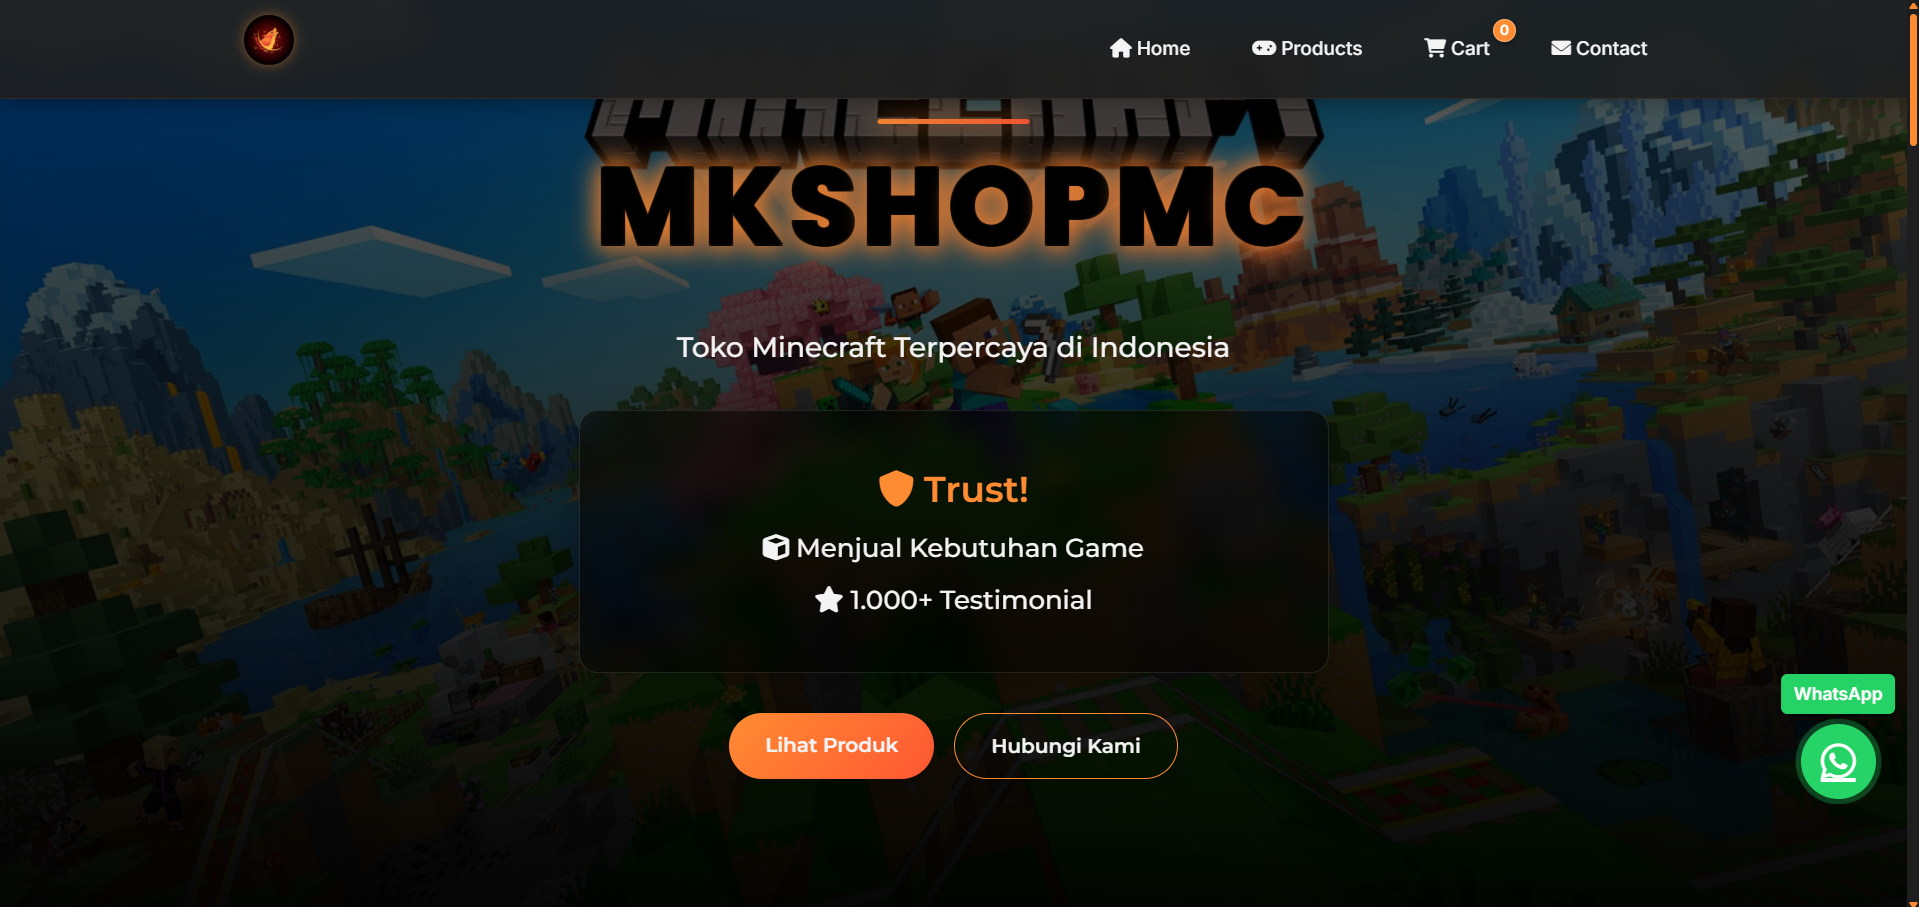 Home
Products
Cart
0
Contact
MKSHOPMC
Toko Minecraft Terpercaya di Indonesia
Trust!
Menjual Kebutuhan Game
1.000+ Testimonial
Lihat Produk
Hubungi Kami
WhatsApp